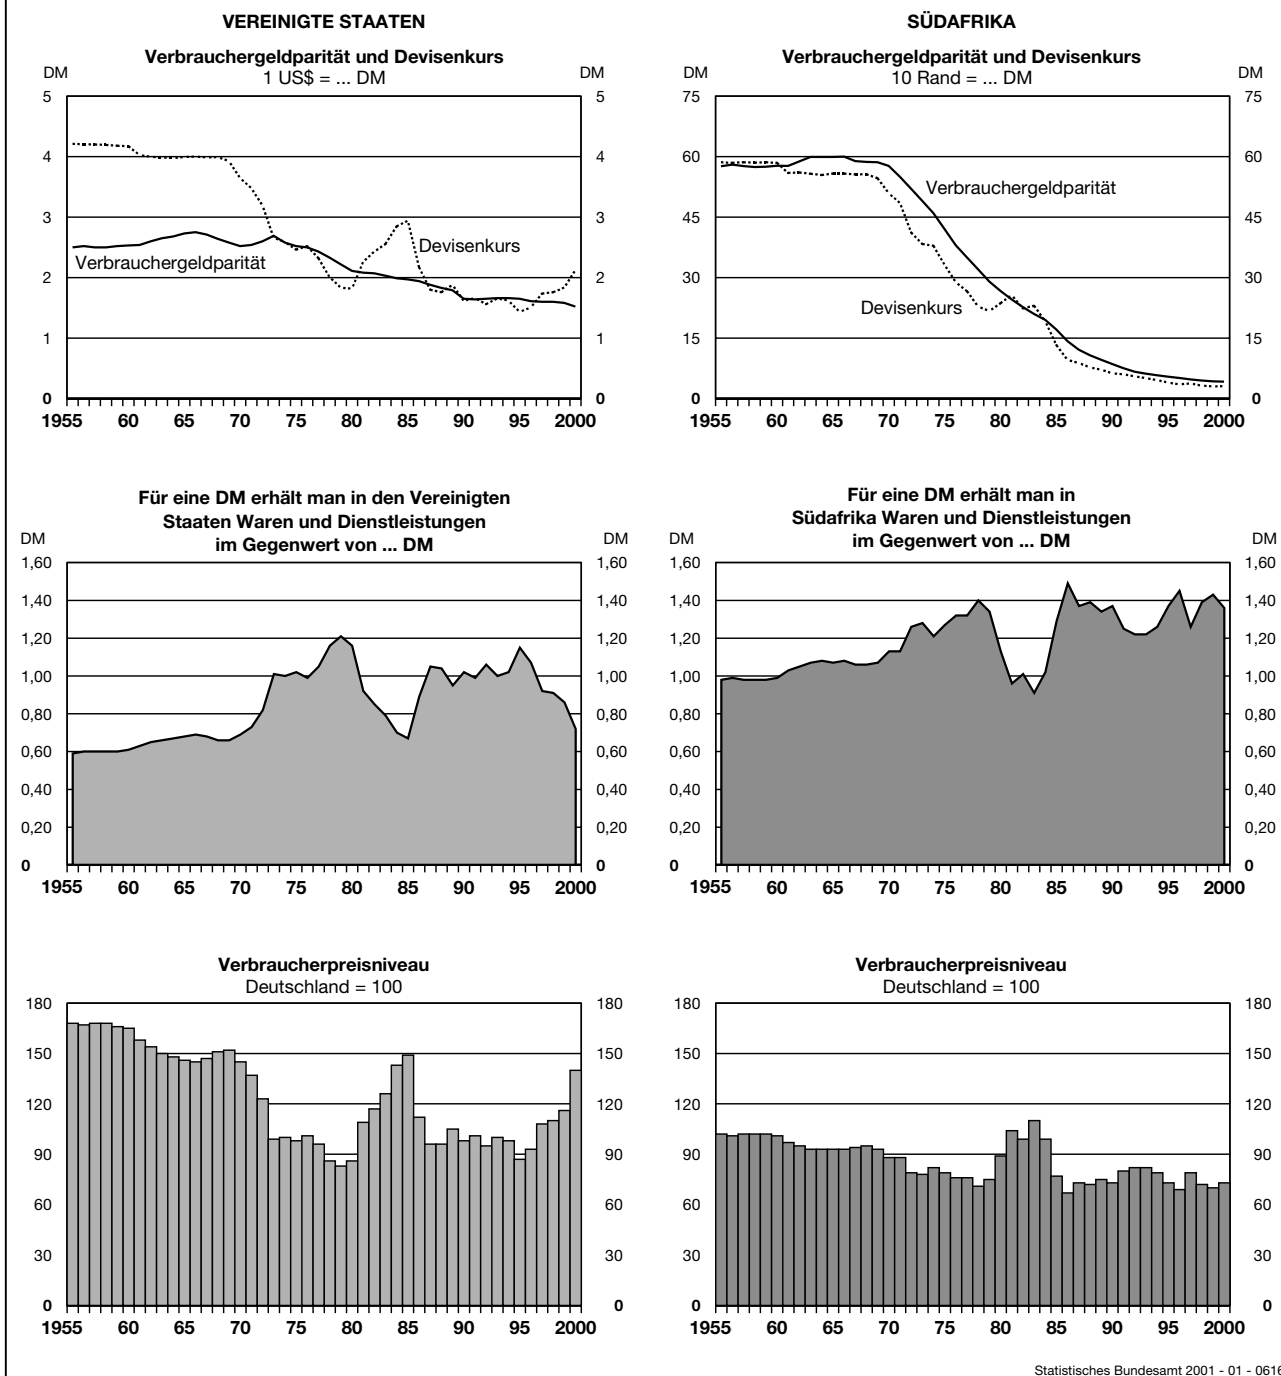 VEREINIGTE STAATEN
Verbrauchergeldparität und Devisenkurs
1 US$ = ... DM
DM DM
5 5
4 4
3 3
Devisenkurs
Verbrauchergeldparität
2 2
1 1
0 0
1955 60 65 70 75 80 85 90 95 2000
SÜDAFRIKA
Verbrauchergeldparität und Devisenkurs
10 Rand = ... DM
DM DM
75 75
60 60
Verbrauchergeldparität
45 45
30 30
Devisenkurs
15 15
0 0
1955 60 65 70 75 80 85 90 95 2000
Für eine DM erhält man in den Vereinigten
Staaten Waren und Dienstleistungen
im Gegenwert von ... DM
DM DM
1,60 1,60
1,40 1,40
1,20 1,20
1,00 1,00
0,80 0,80
0,60 0,60
0,40 0,40
0,20 0,20
0 0
1955 60 65 70 75 80 85 90 95 2000
Für eine DM erhält man in
Südafrika Waren und Dienstleistungen
im Gegenwert von ... DM
DM DM
1,60 1,60
1,40 1,40
1,20 1,20
1,00 1,00
0,80 0,80
0,60 0,60
0,40 0,40
0,20 0,20
0 0
1955 60 65 70 75 80 85 90 95 2000
Verbraucherpreisniveau
Deutschland = 100
180 180
150 150
120 120
90 90
60 60
30 30
0 0
1955 60 65 70 75 80 85 90 95 2000
Verbraucherpreisniveau
Deutschland = 100
180 180
150 150
120 120
90 90
60 60
30 30
0 0
1955 60 65 70 75 80 85 90 95 2000
Statistisches Bundesamt 2001 - 01 - 0616